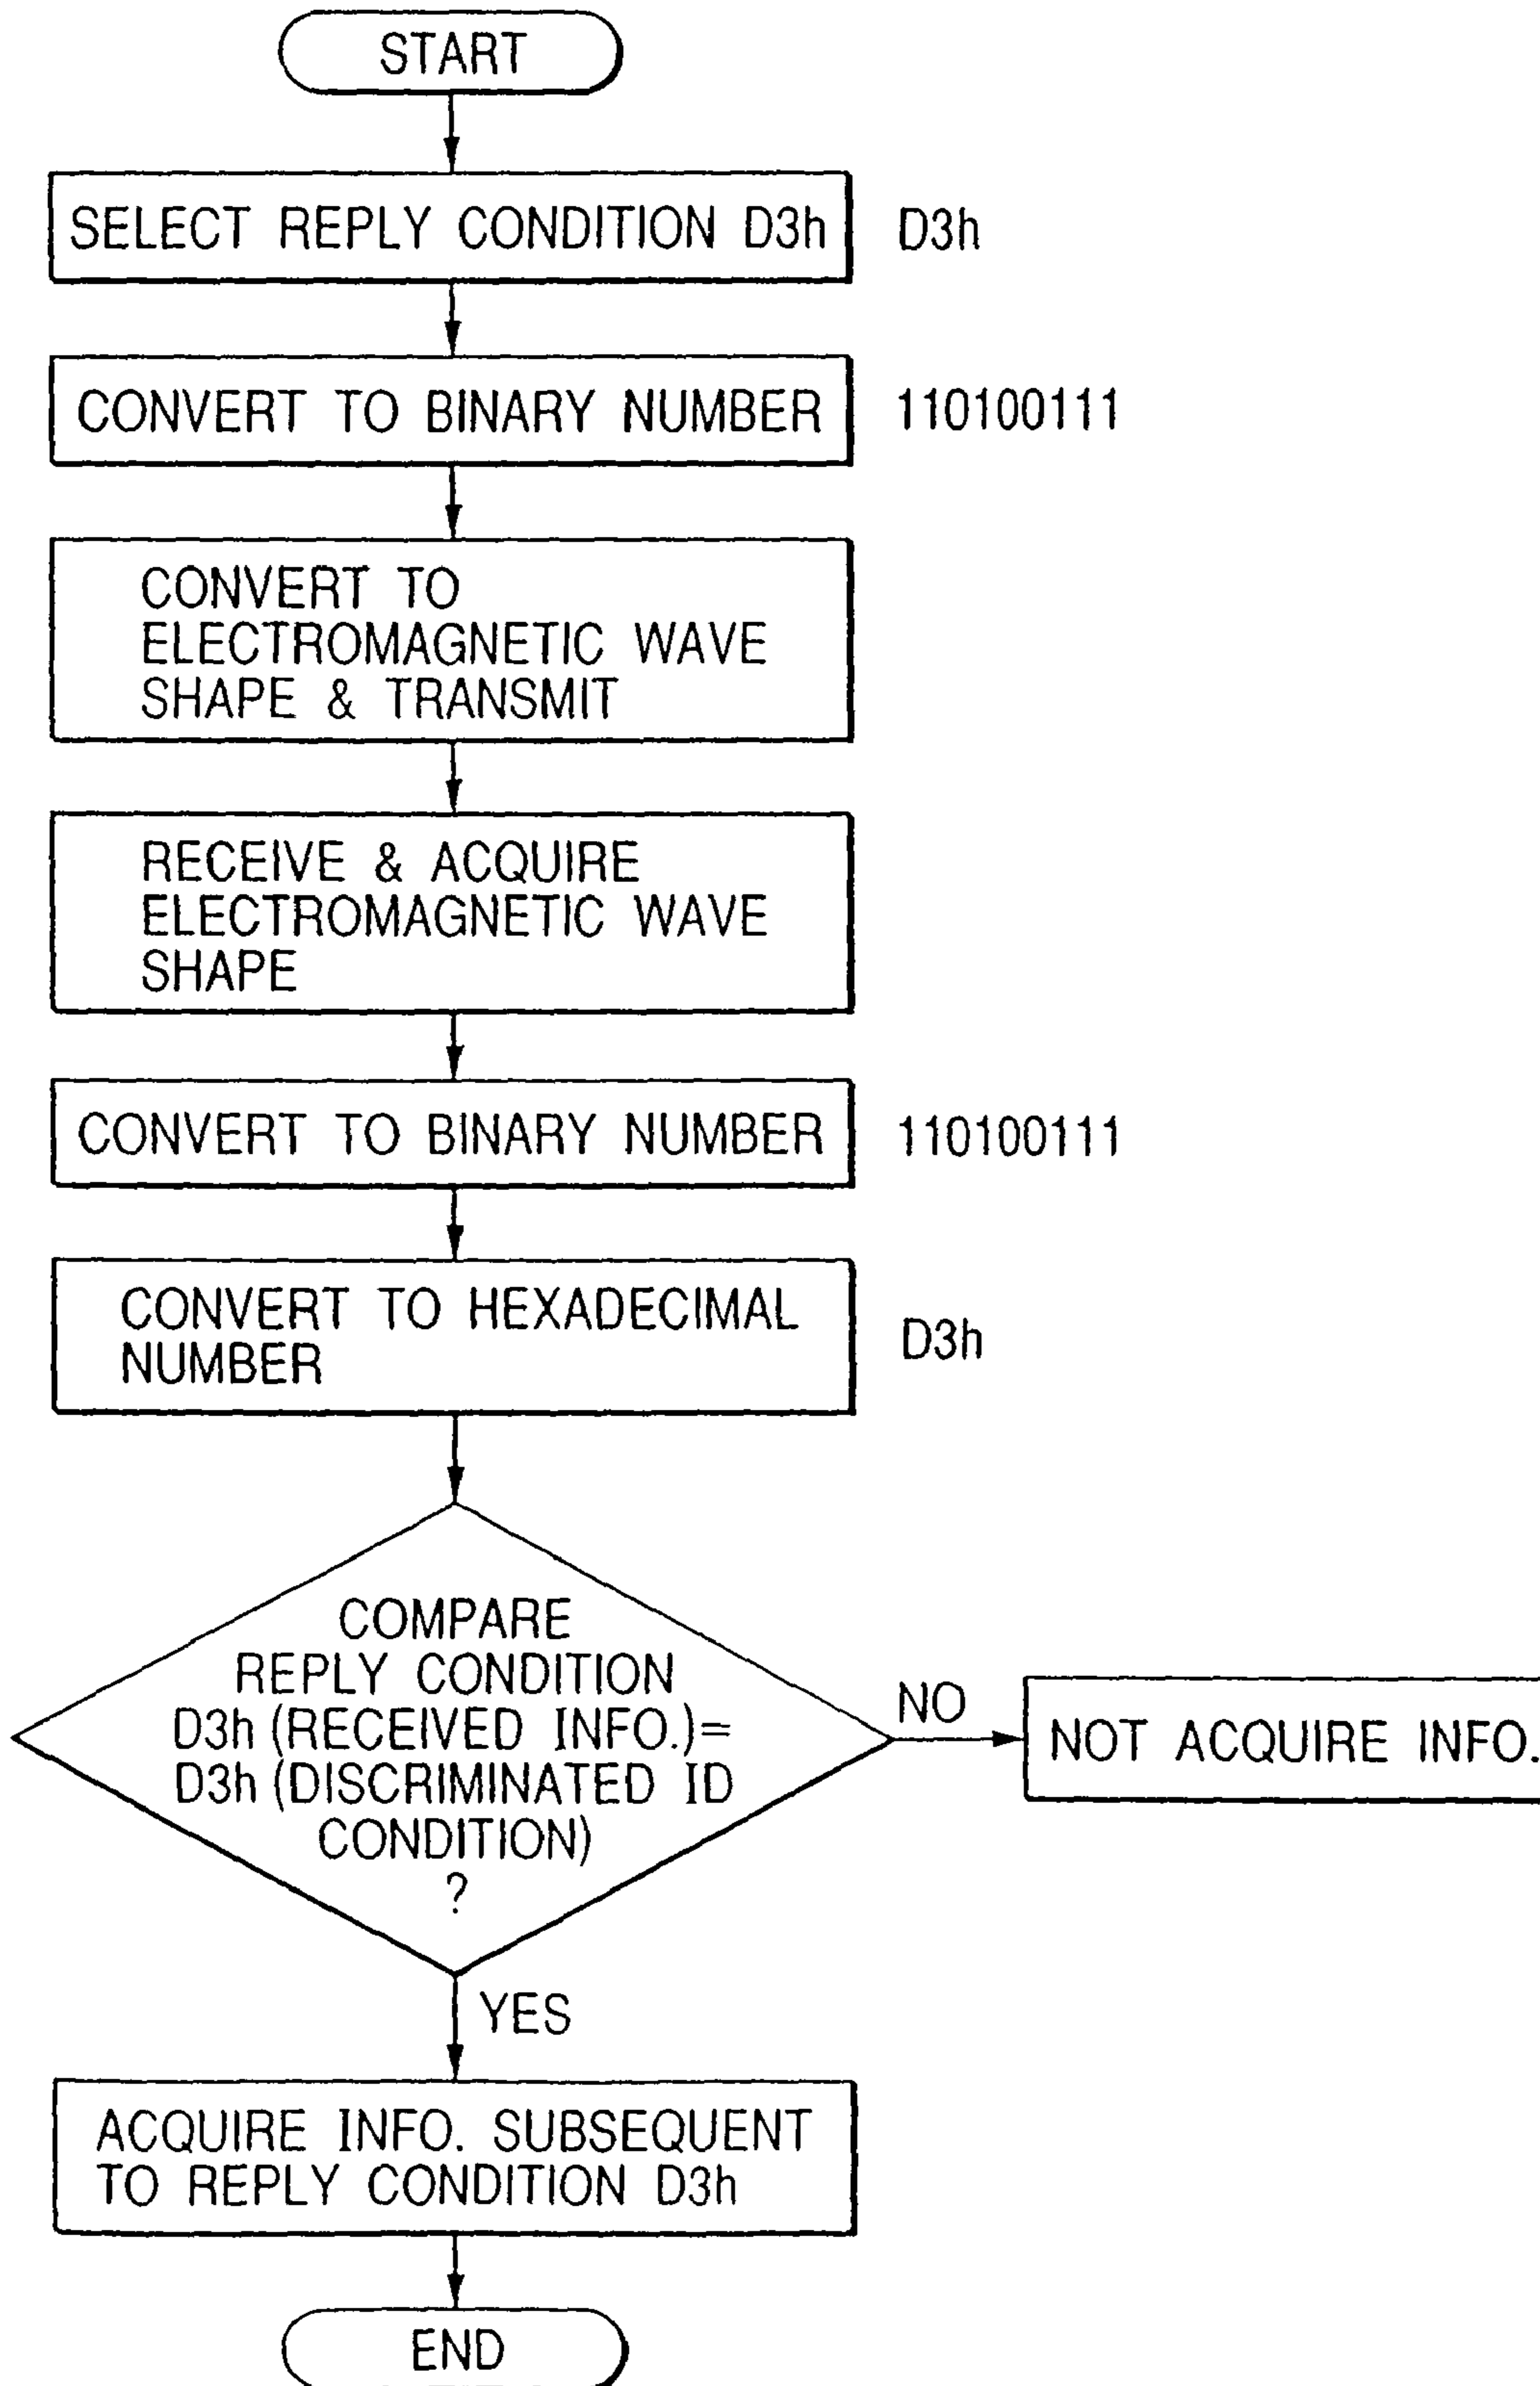 START
SELECT REPLY CONDITION D3h
D3h
CONVERT TO BINARY NUMBER
110100111
CONVERT TO
ELECTROMAGNETIC WAVE
SHAPE & TRANSMIT
RECEIVE & ACQUIRE
ELECTROMAGNETIC WAVE
SHAPE
CONVERT TO BINARY NUMBER
110100111
CONVERT TO HEXADECIMAL
NUMBER
D3h
COMPARE
REPLY CONDITION
D3h (RECEIVED INFO.)=
D3h (DISCRIMINATED ID
CONDITION)
?
NO
NOT ACQUIRE INFO.
YES
ACQUIRE INFO. SUBSEQUENT
TO REPLY CONDITION D3h
END